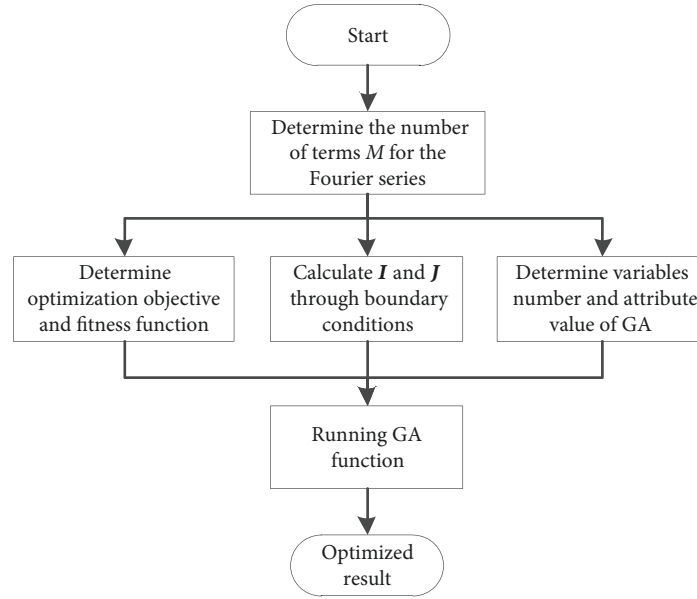 Start
Determine the number
of terms M for the
Fourier series
Determine
optimization objective
and fitness function
Calculate I and J
through boundary
conditions
Determine variables
number and attribute
value of GA
Running GA
function
Optimized
result